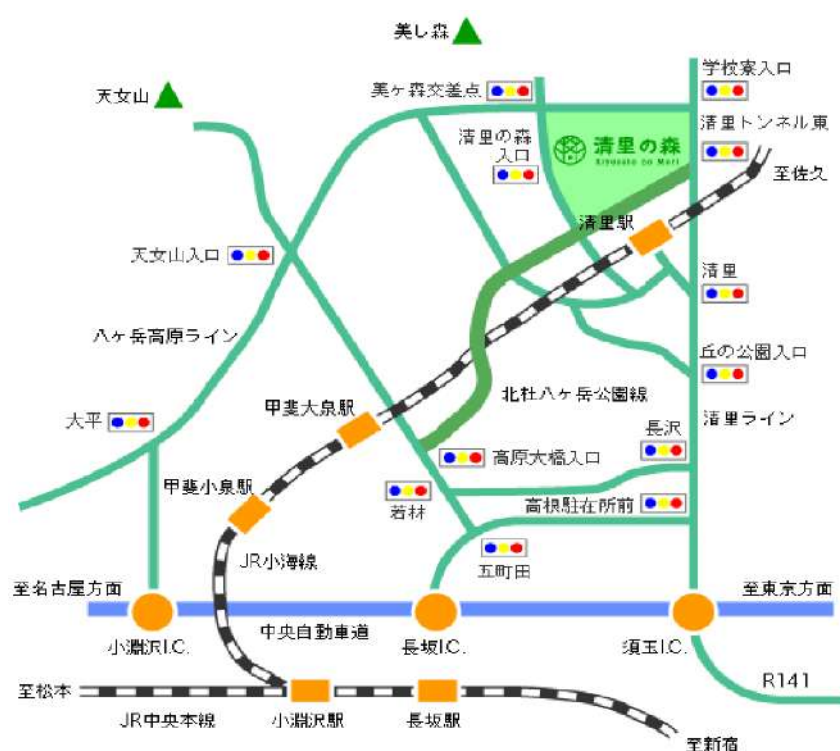 美し森
学校寮入口
天女山
美ケ森交差点
清里トンネル東
清里の森
入口
清里の森
Kiyosato no Mori
至佐久
清里駅
天女山入口
清里
八ヶ岳高原ライン
丘の公園入口
北杜八ヶ岳公園線
甲斐大泉駅
大平
清里ライン
長沢
高原大橋入口
甲斐小泉駅
若林
高根駐在所前
JR小海線
五町田
至名古屋方面
至東京方面
中央自動車道
小淵沢I.C.
長坂I.C.
須玉I.C.
R141
至松本
JR中央本線
小淵沢駅
長坂駅
至新宿